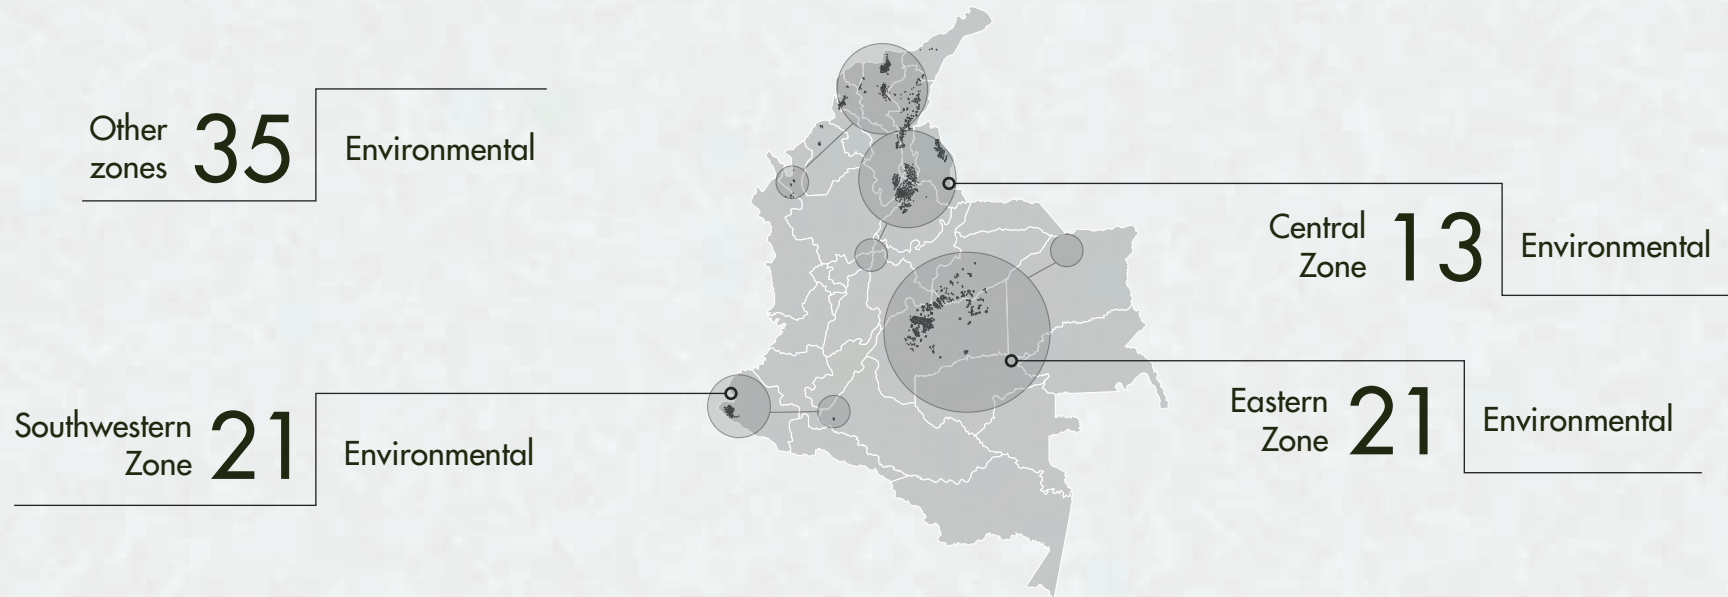 Other
zones
35
Environmental
Central
Zone
13
Environmental
Southwestern
Zone
21
Environmental
Eastern
Zone
21
Environmental